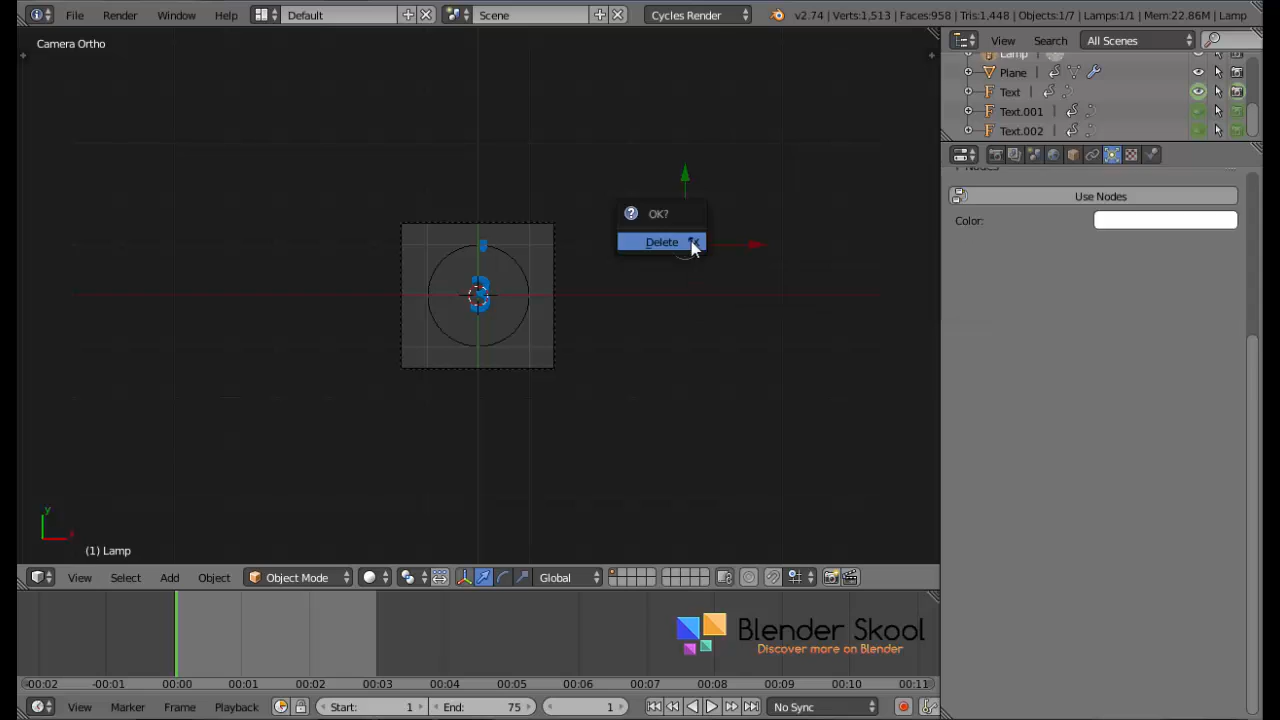 File Render Window Help Default Scene Cycles Render v2.74 | Verts:1,513 | Faces:958 | Tris:1,448 | Objects:1/7 | Lamps:1/1 | Mem:22.86M | Lamp
Camera Ortho
View Search All Scenes
Lamp
Plane
Text
Text.001
Text.002
Nodes
Use Nodes
Color:
OK?
Delete
3
y
x
(1) Lamp
View Select Add Object Object Mode Global
Blender Skool
Discover more on Blender
-00:02 -00:01 00:00 00:01 00:02 00:03 00:04 00:05 00:06 00:07 00:08 00:09 00:10 00:11
View Marker Frame Playback Start: 1 End: 75 1 No Sync